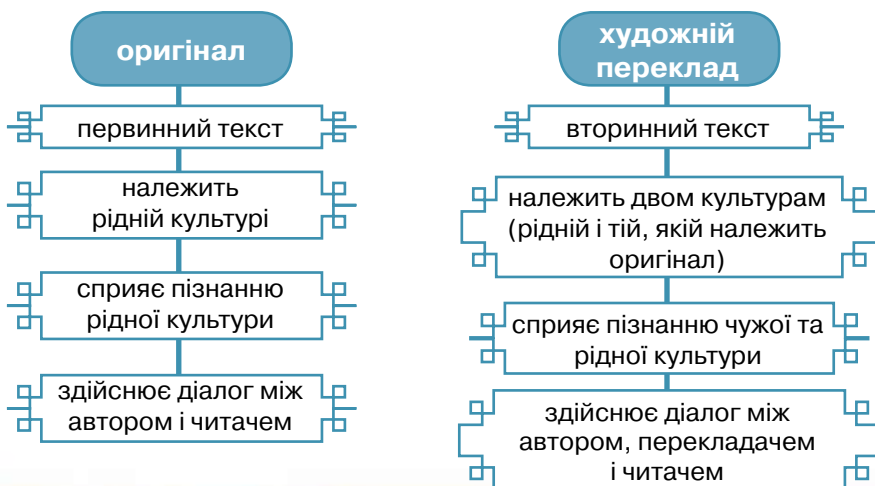 оригінал
первинний текст
належить
рідній культурі
сприяє пізнанню
рідної культури
здійснює діалог між
автором і читачем
художній
переклад
вторинний текст
належить двом культурам
(рідній і тій, якій належить
оригінал)
сприяє пізнанню чужої та
рідної культури
здійснює діалог між
автором, перекладачем
і читачем